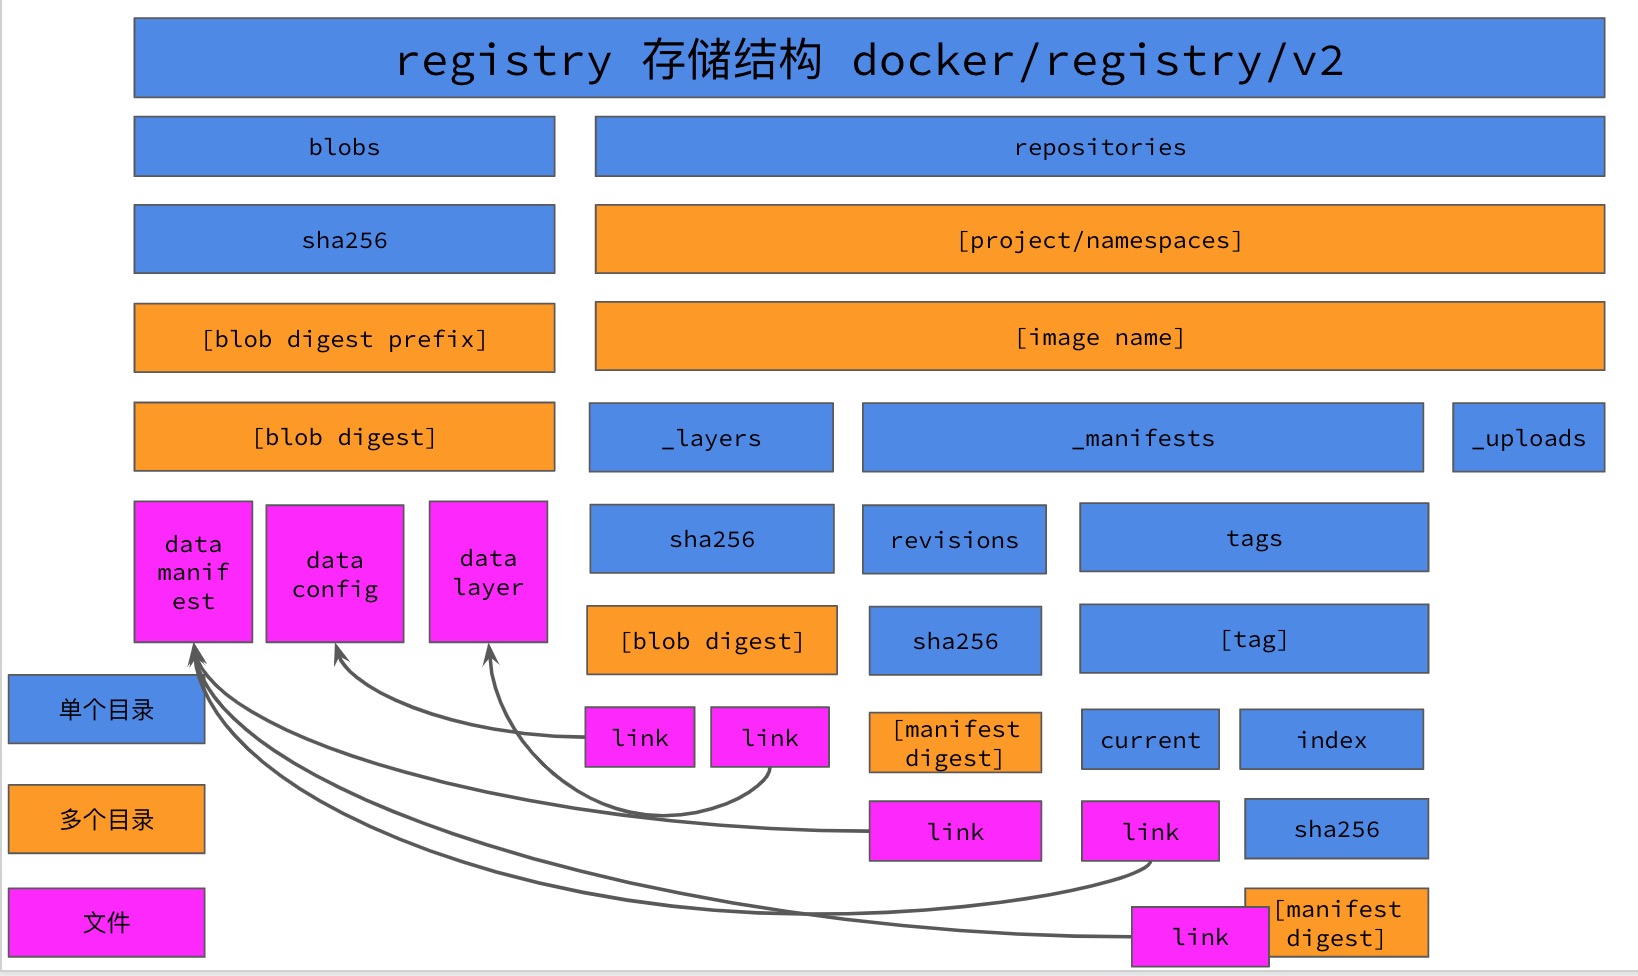 registry 存储结构 docker/registry/v2
blobs
repositories
sha256
[project/namespaces]
[blob digest prefix]
[image name]
[blob digest]
_layers
_manifests
_uploads
data
manif
est
data
config
data
layer
sha256
revisions
tags
[blob digest]
sha256
[tag]
单个目录
link
link
[manifest
digest]
current
index
多个目录
link
link
sha256
文件
link
[manifest
digest]